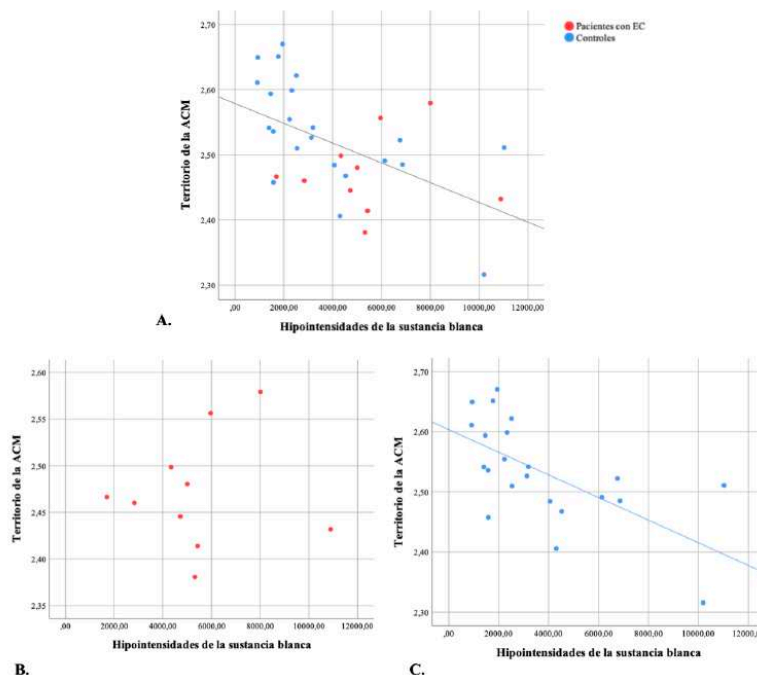 Pacientes con EC
Controles
Territorio de la ACM
2,70
2,60
2,50
2,40
2,30
,00 2000,00 4000,00 6000,00 8000,00 10000,00 12000,00
Hipointensidades de la sustancia blanca
A.
Territorio de la ACM
2,60
2,55
2,50
2,45
2,40
2,35
,00 2000,00 4000,00 6000,00 8000,00 10000,00 12000,00
Hipointensidades de la sustancia blanca
B.
Territorio de la ACM
2,70
2,60
2,50
2,40
2,30
,00 2000,00 4000,00 6000,00 8000,00 10000,00 12000,00
Hipointensidades de la sustancia blanca
C.